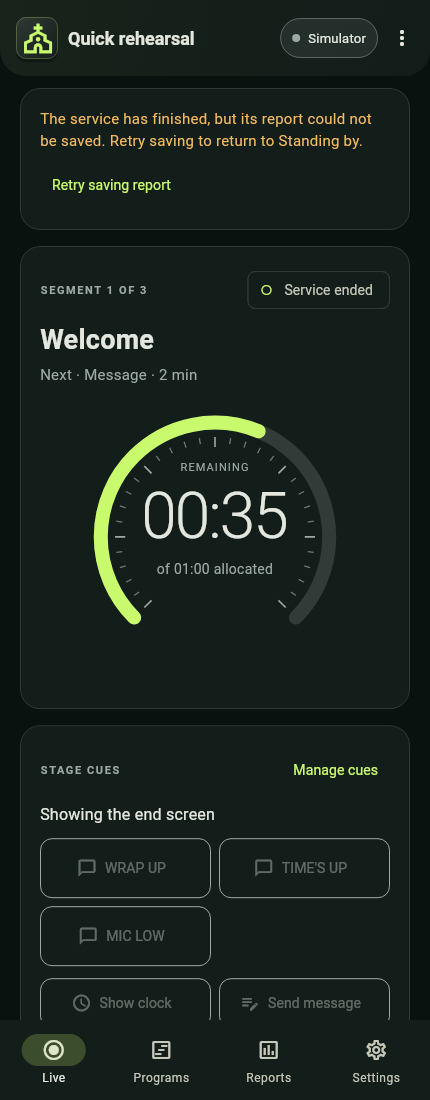 Quick rehearsal
Simulator
The service has finished, but its report could not
be saved. Retry saving to return to Standing by.
Retry saving report
SEGMENT 1 OF 3
Service ended
Welcome
Next · Message · 2 min
REMAINING
00:35
of 01:00 allocated
STAGE CUES
Manage cues
Showing the end screen
WRAP UP
TIME'S UP
MIC LOW
Show clock
Send message
Live
Programs
Reports
Settings